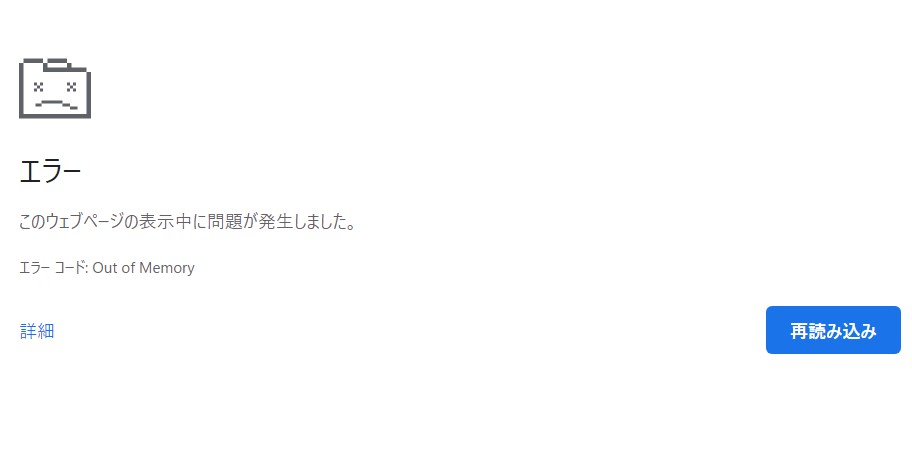 エラー
このウェブページの表示中に問題が発生しました。
エラー コード: Out of Memory
詳細
再読み込み